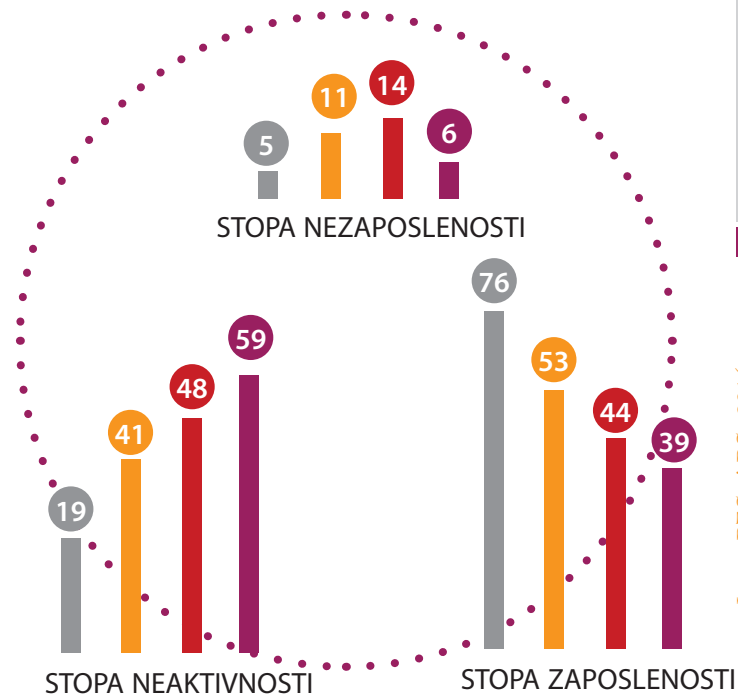 5 11 14 6
STOPA NEZAPOSLENOSTI
19 41 48 59
STOPA NEAKTIVNOSTI
76 53 44 39
STOPA ZAPOSLENOSTI